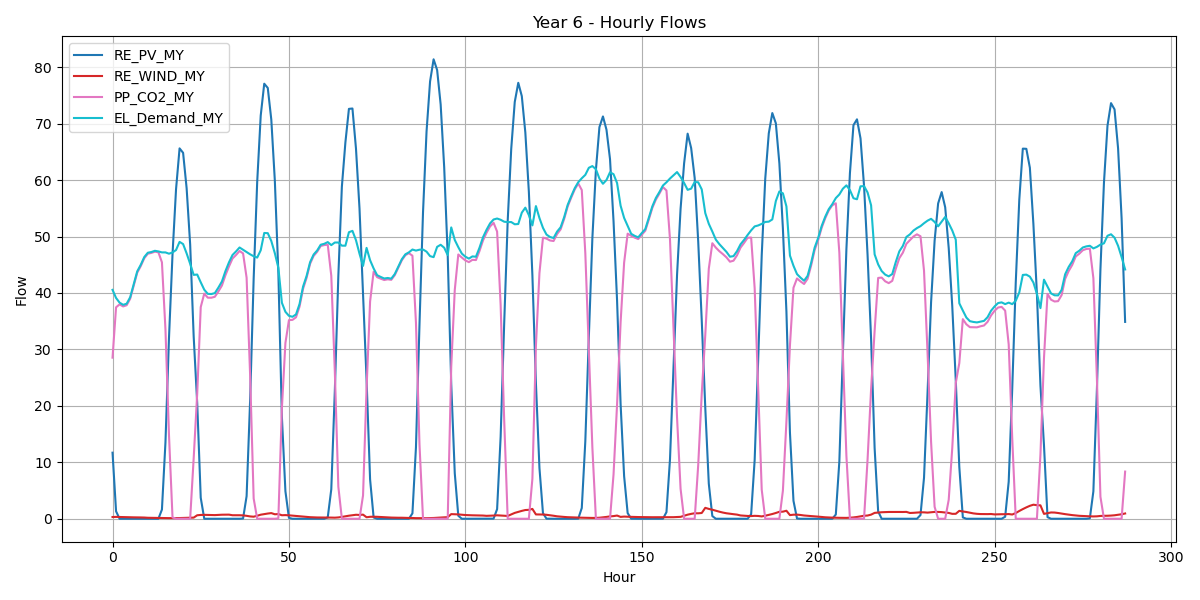 Year 6 - Hourly Flows
RE_PV_MY
RE_WIND_MY
PP_CO2_MY
EL_Demand_MY
80
70
60
50
40
30
20
10
0
Flow
0 50 100 150 200 250 300
Hour